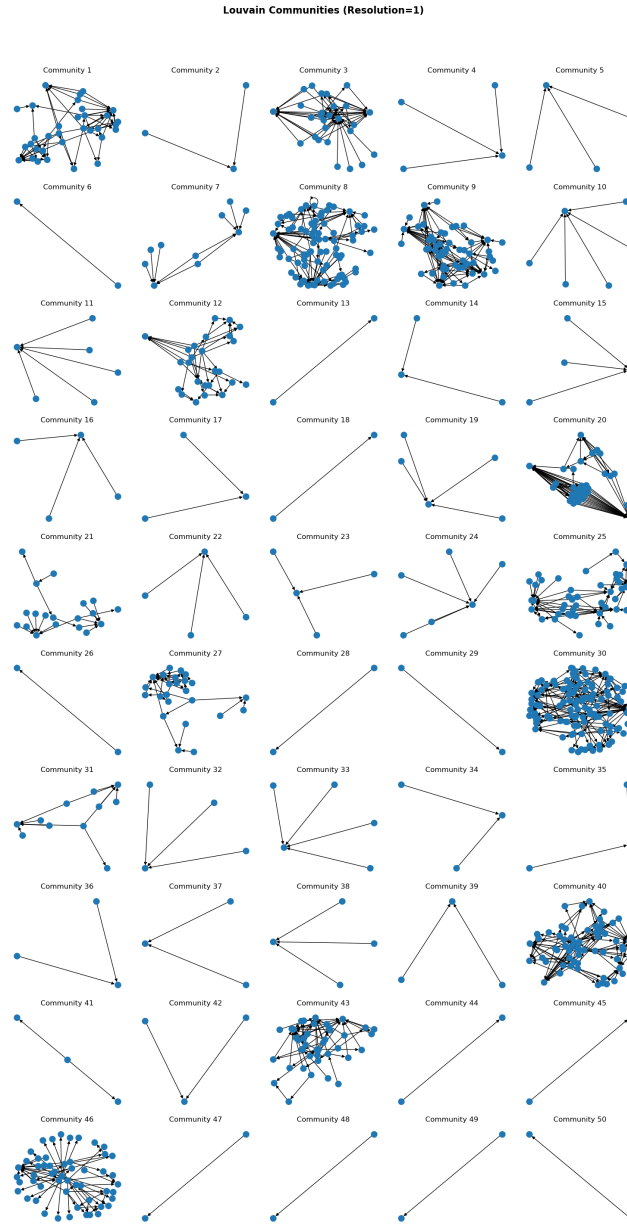 Louvain Communities (Resolution=1)
Community 1
Community 2
Community 3
Community 4
Community 5
Community 6
Community 7
Community 8
Community 9
Community 10
Community 11
Community 12
Community 13
Community 14
Community 15
Community 16
Community 17
Community 18
Community 19
Community 20
Community 21
Community 22
Community 23
Community 24
Community 25
Community 26
Community 27
Community 28
Community 29
Community 30
Community 31
Community 32
Community 33
Community 34
Community 35
Community 36
Community 37
Community 38
Community 39
Community 40
Community 41
Community 42
Community 43
Community 44
Community 45
Community 46
Community 47
Community 48
Community 49
Community 50